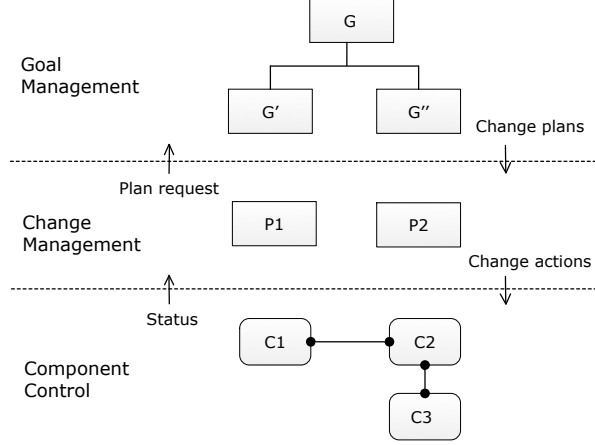 G
Goal
Management
G′
G′′
Change plans
Plan request
Change
Management
P1
P2
Change actions
Status
C1
C2
Component
Control
C3